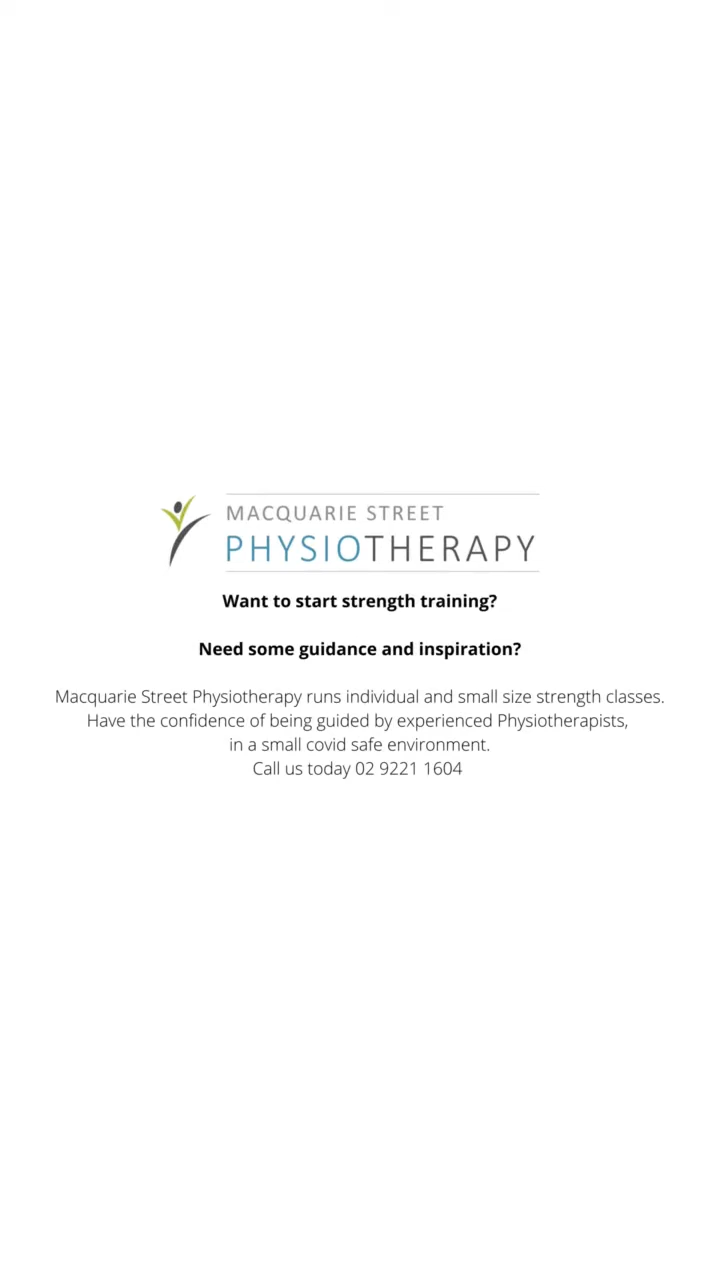 MACQUARIE STREET
PHYSIOTHERAPY
Want to start strength training?
Need some guidance and inspiration?
Macquarie Street Physiotherapy runs individual and small size strength classes.
Have the confidence of being guided by experienced Physiotherapists,
in a small covid safe environment.
Call us today 02 9221 1604